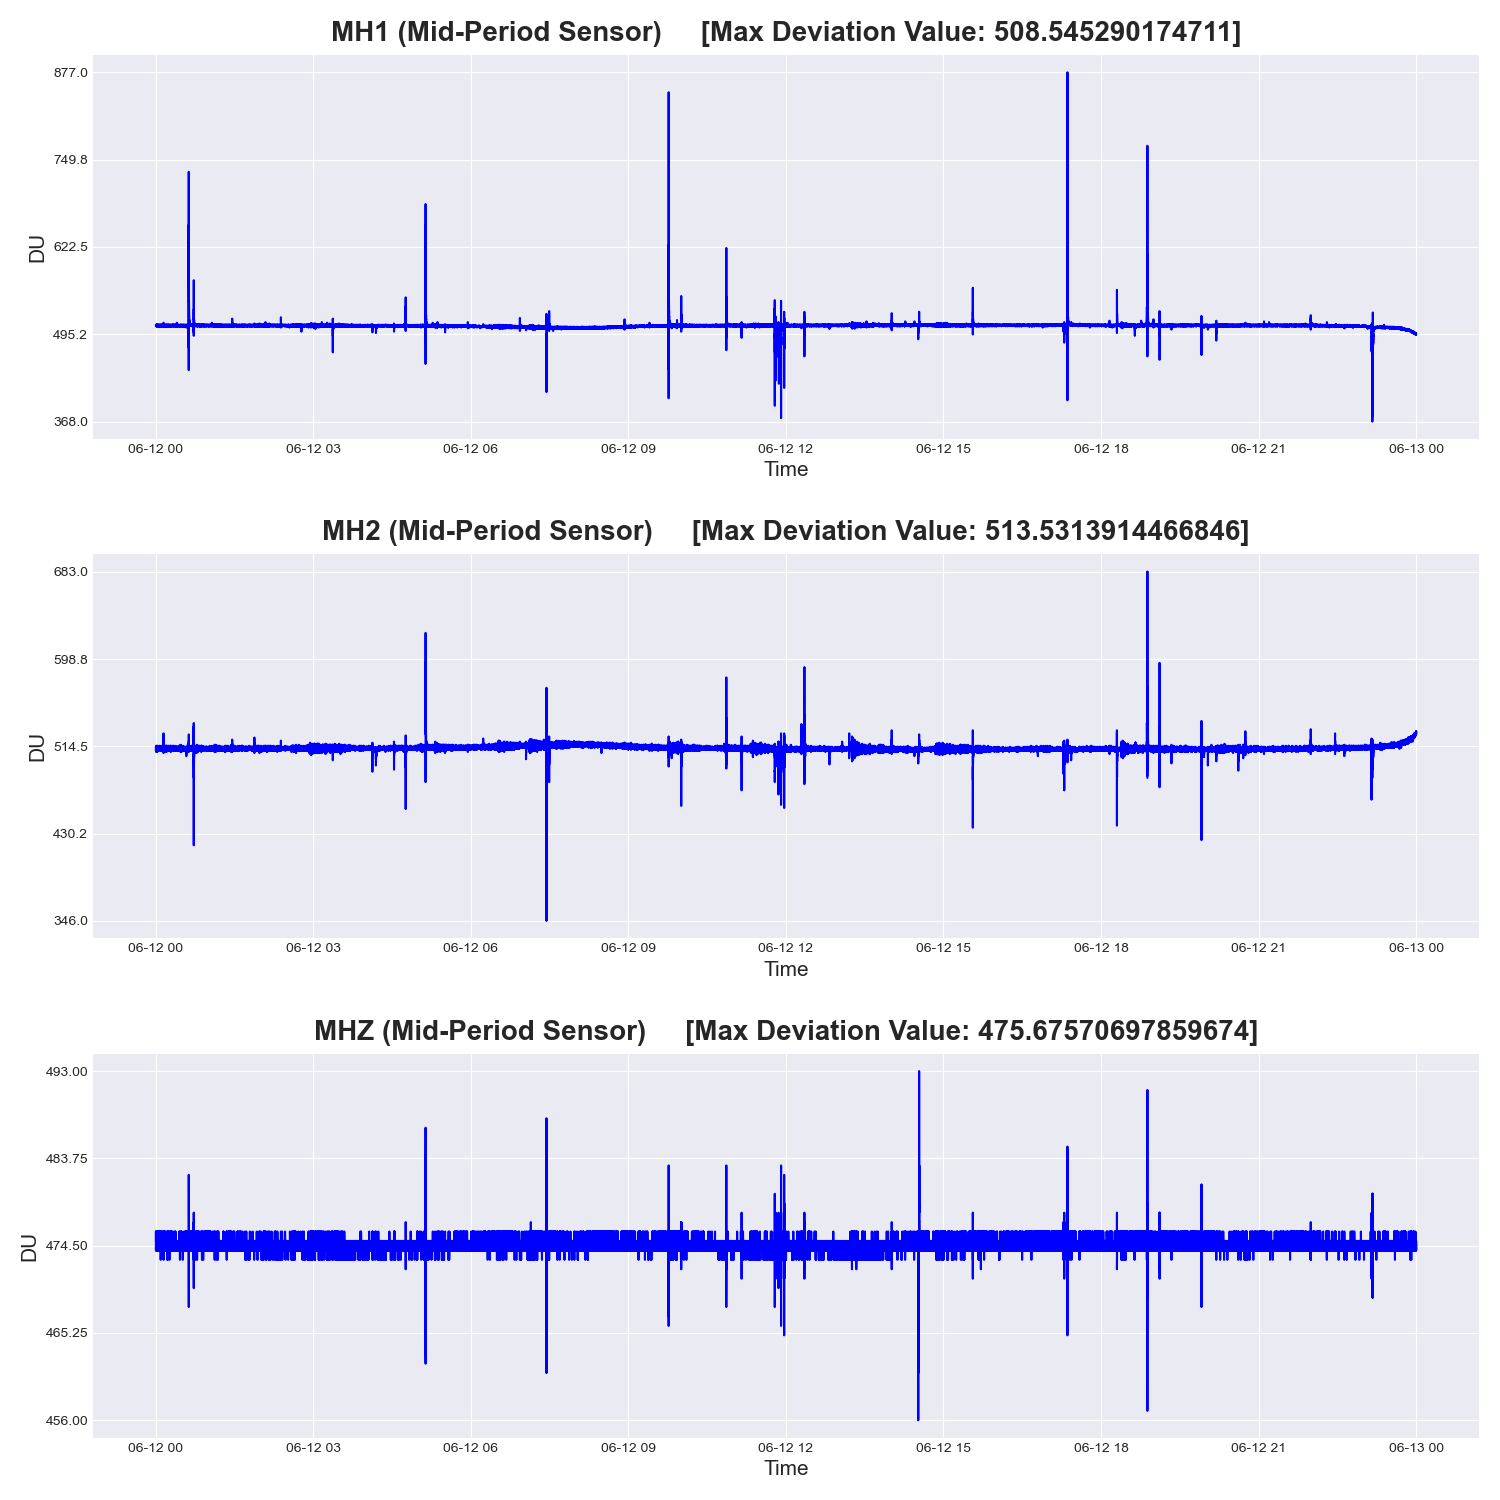 MH1 (Mid-Period Sensor) [Max Deviation Value: 508.545290174711]
877.0
749.8
622.5
495.2
368.0
DU
06-12 00 06-12 03 06-12 06 06-12 09 06-12 12 06-12 15 06-12 18 06-12 21 06-13 00
Time
MH2 (Mid-Period Sensor) [Max Deviation Value: 513.5313914466846]
683.0
598.8
514.5
430.2
346.0
DU
06-12 00 06-12 03 06-12 06 06-12 09 06-12 12 06-12 15 06-12 18 06-12 21 06-13 00
Time
MHZ (Mid-Period Sensor) [Max Deviation Value: 475.67570697859674]
493.00
483.75
474.50
465.25
456.00
DU
06-12 00 06-12 03 06-12 06 06-12 09 06-12 12 06-12 15 06-12 18 06-12 21 06-13 00
Time